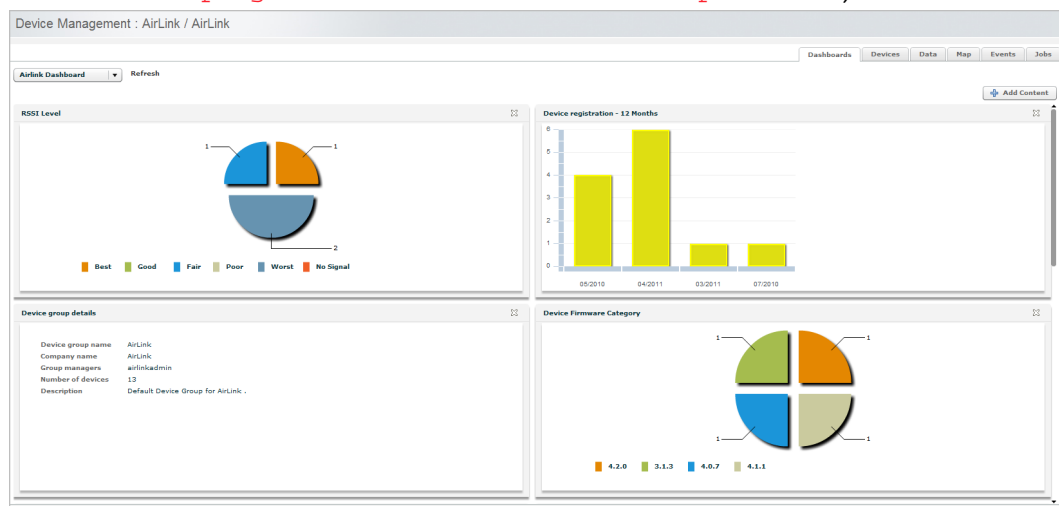 Device Management : AirLink / AirLink
Dashboards Devices Data Map Events Jobs
Airlink Dashboard Refresh
Add Content
RSSI Level
1 1
2
Best Good Fair Poor Worst No Signal
Device registration - 12 Months
6
5
4
3
2
1
0
05/2010 04/2011 03/2011 07/2010
Device group details
Device group name AirLink
Company name AirLink
Group managers airlinkadmin
Number of devices 13
Description Default Device Group for AirLink .
Device Firmware Category
1 1
1 1
4.2.0 3.1.3 4.0.7 4.1.1